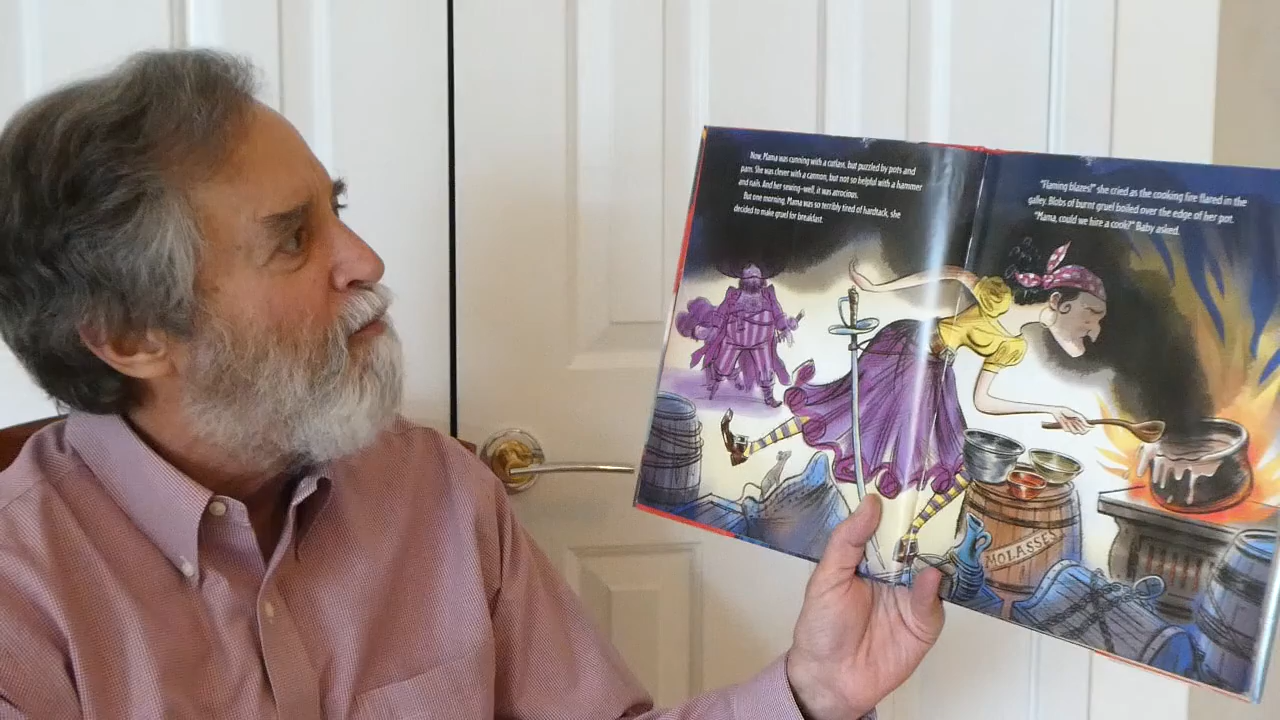 Now, Mama was cunning with a cutlass, but puzzled by pots and
pans. She was clever with a cannon, but not so helpful with a hammer
and nails. And her sewing–well, it was atrocious.
But one morning, Mama was so terribly tired of hardtack, she
decided to make gruel for breakfast.
"Flaming blazes!" she cried as the cooking fire flared in the
galley. Blobs of burnt gruel boiled over the edge of her pot.
"Mama, could we hire a cook?" Baby asked.
MOLASSES